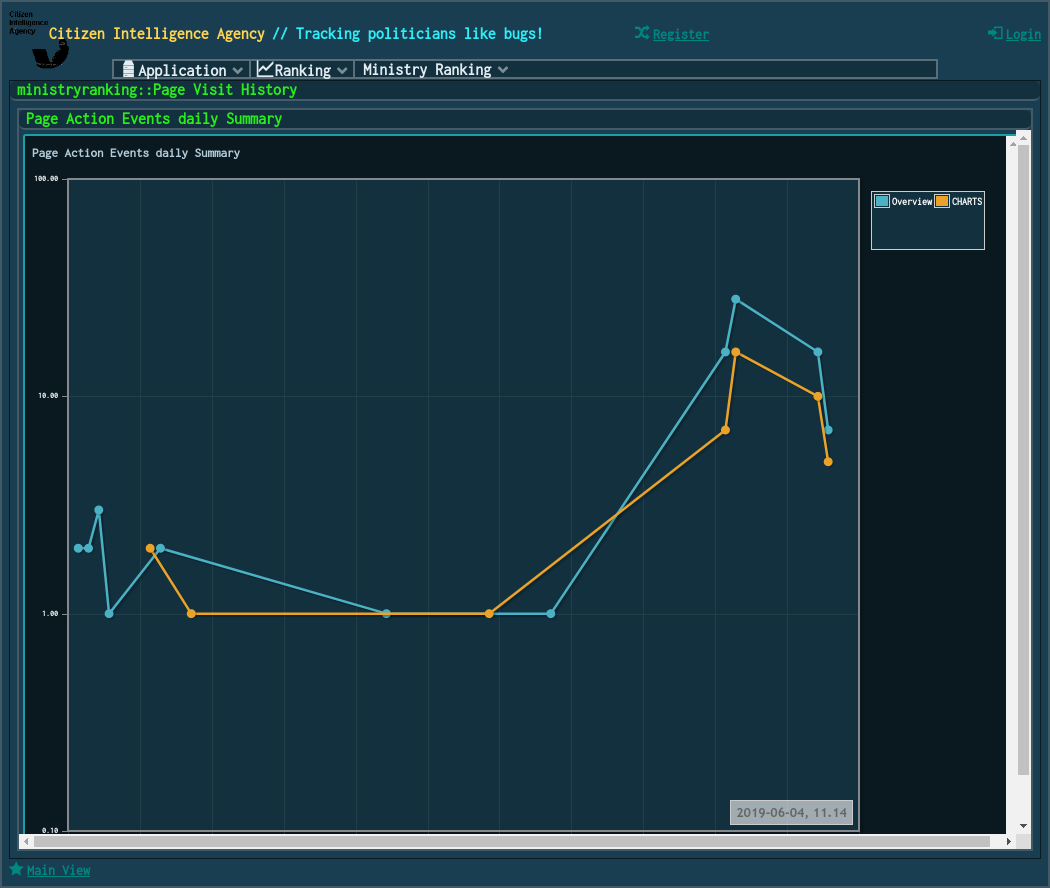 Citizen
Intelligence
Agency
Citizen Intelligence Agency // Tracking politicians like bugs!
Register
Login
Application
Ranking
Ministry Ranking
ministryranking::Page Visit History
Page Action Events daily Summary
Page Action Events daily Summary
100.00
Overview CHARTS
10.00
1.00
2019-06-04, 11.14
0.10
Main View